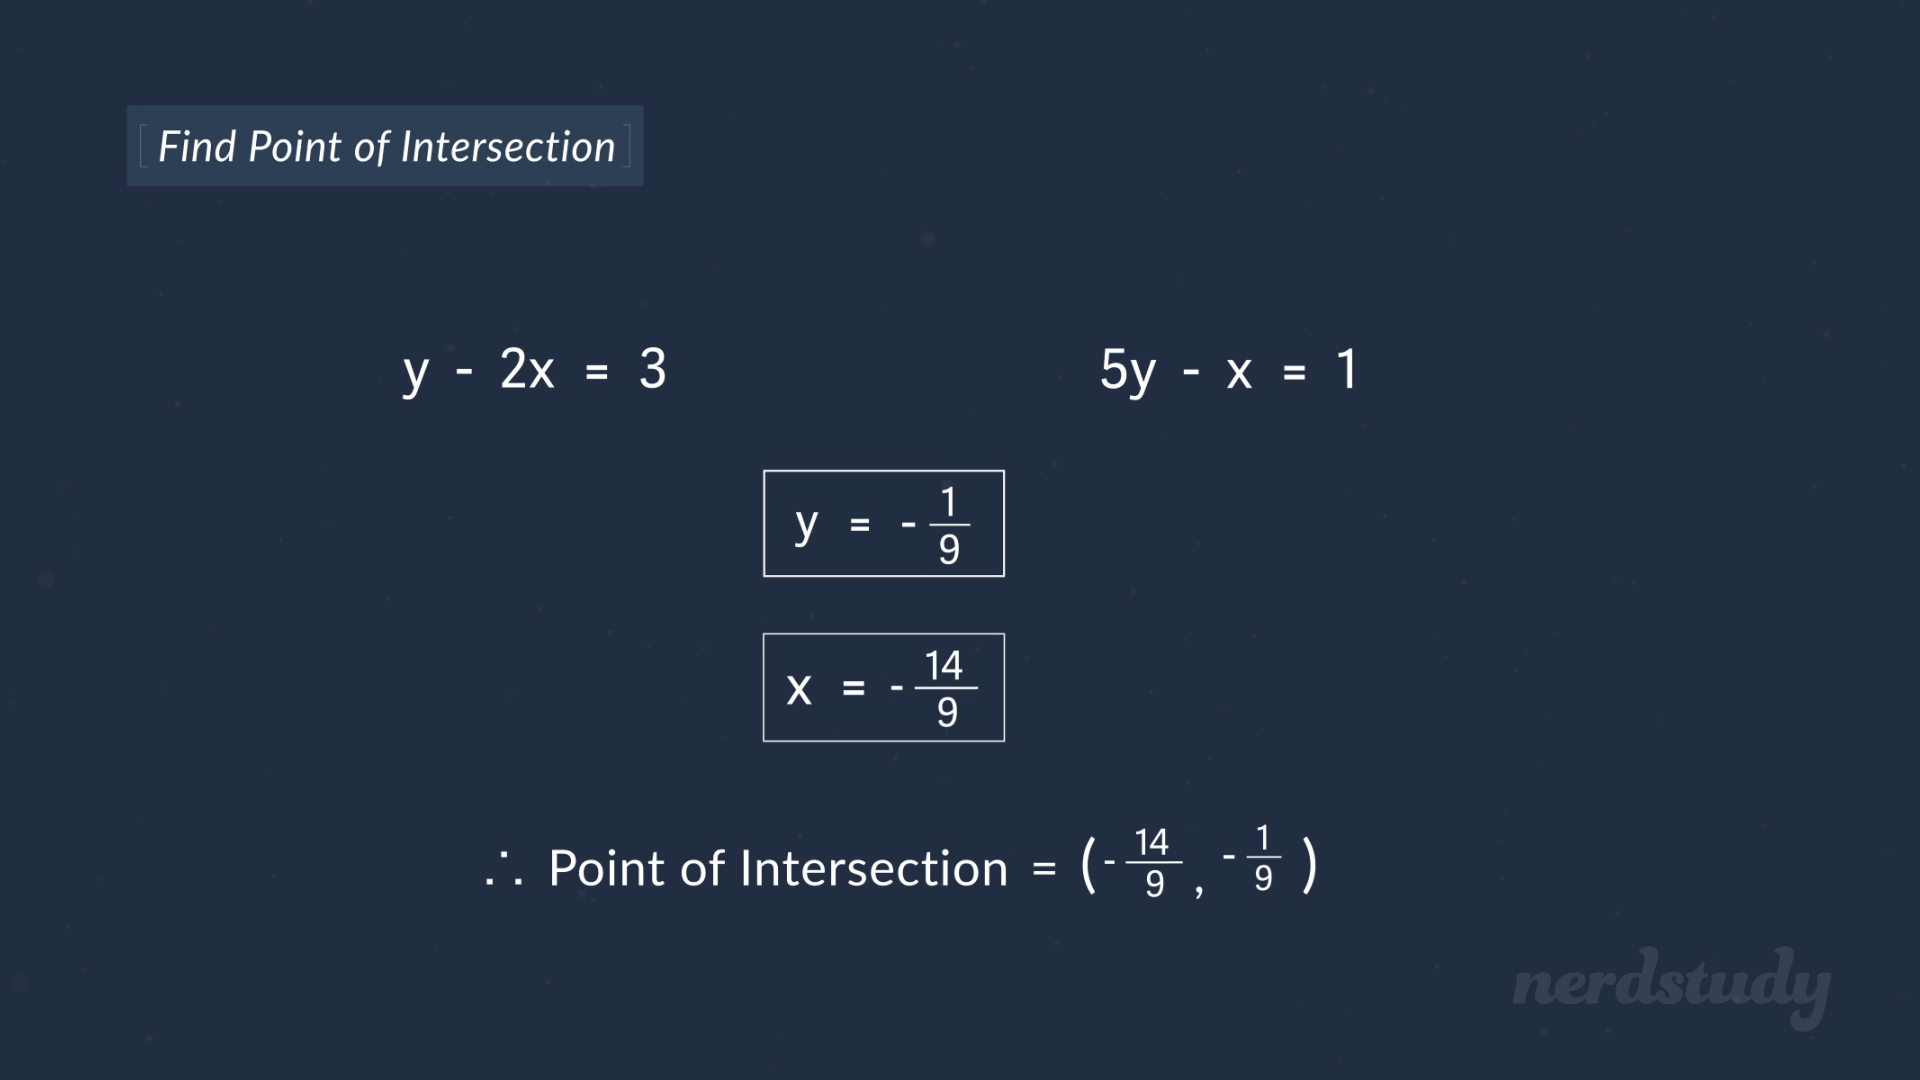 [Find Point of Intersection]
y - 2x = 3
5y - x = 1
y = -1/9
x = -14/9
∴ Point of Intersection = (-14/9, -1/9)
nerdstudy